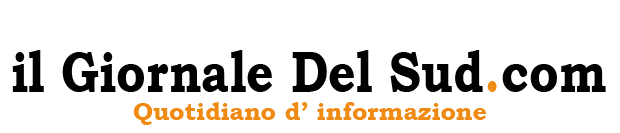 il Giornale Del Sud.com
Quotidiano d' informazione